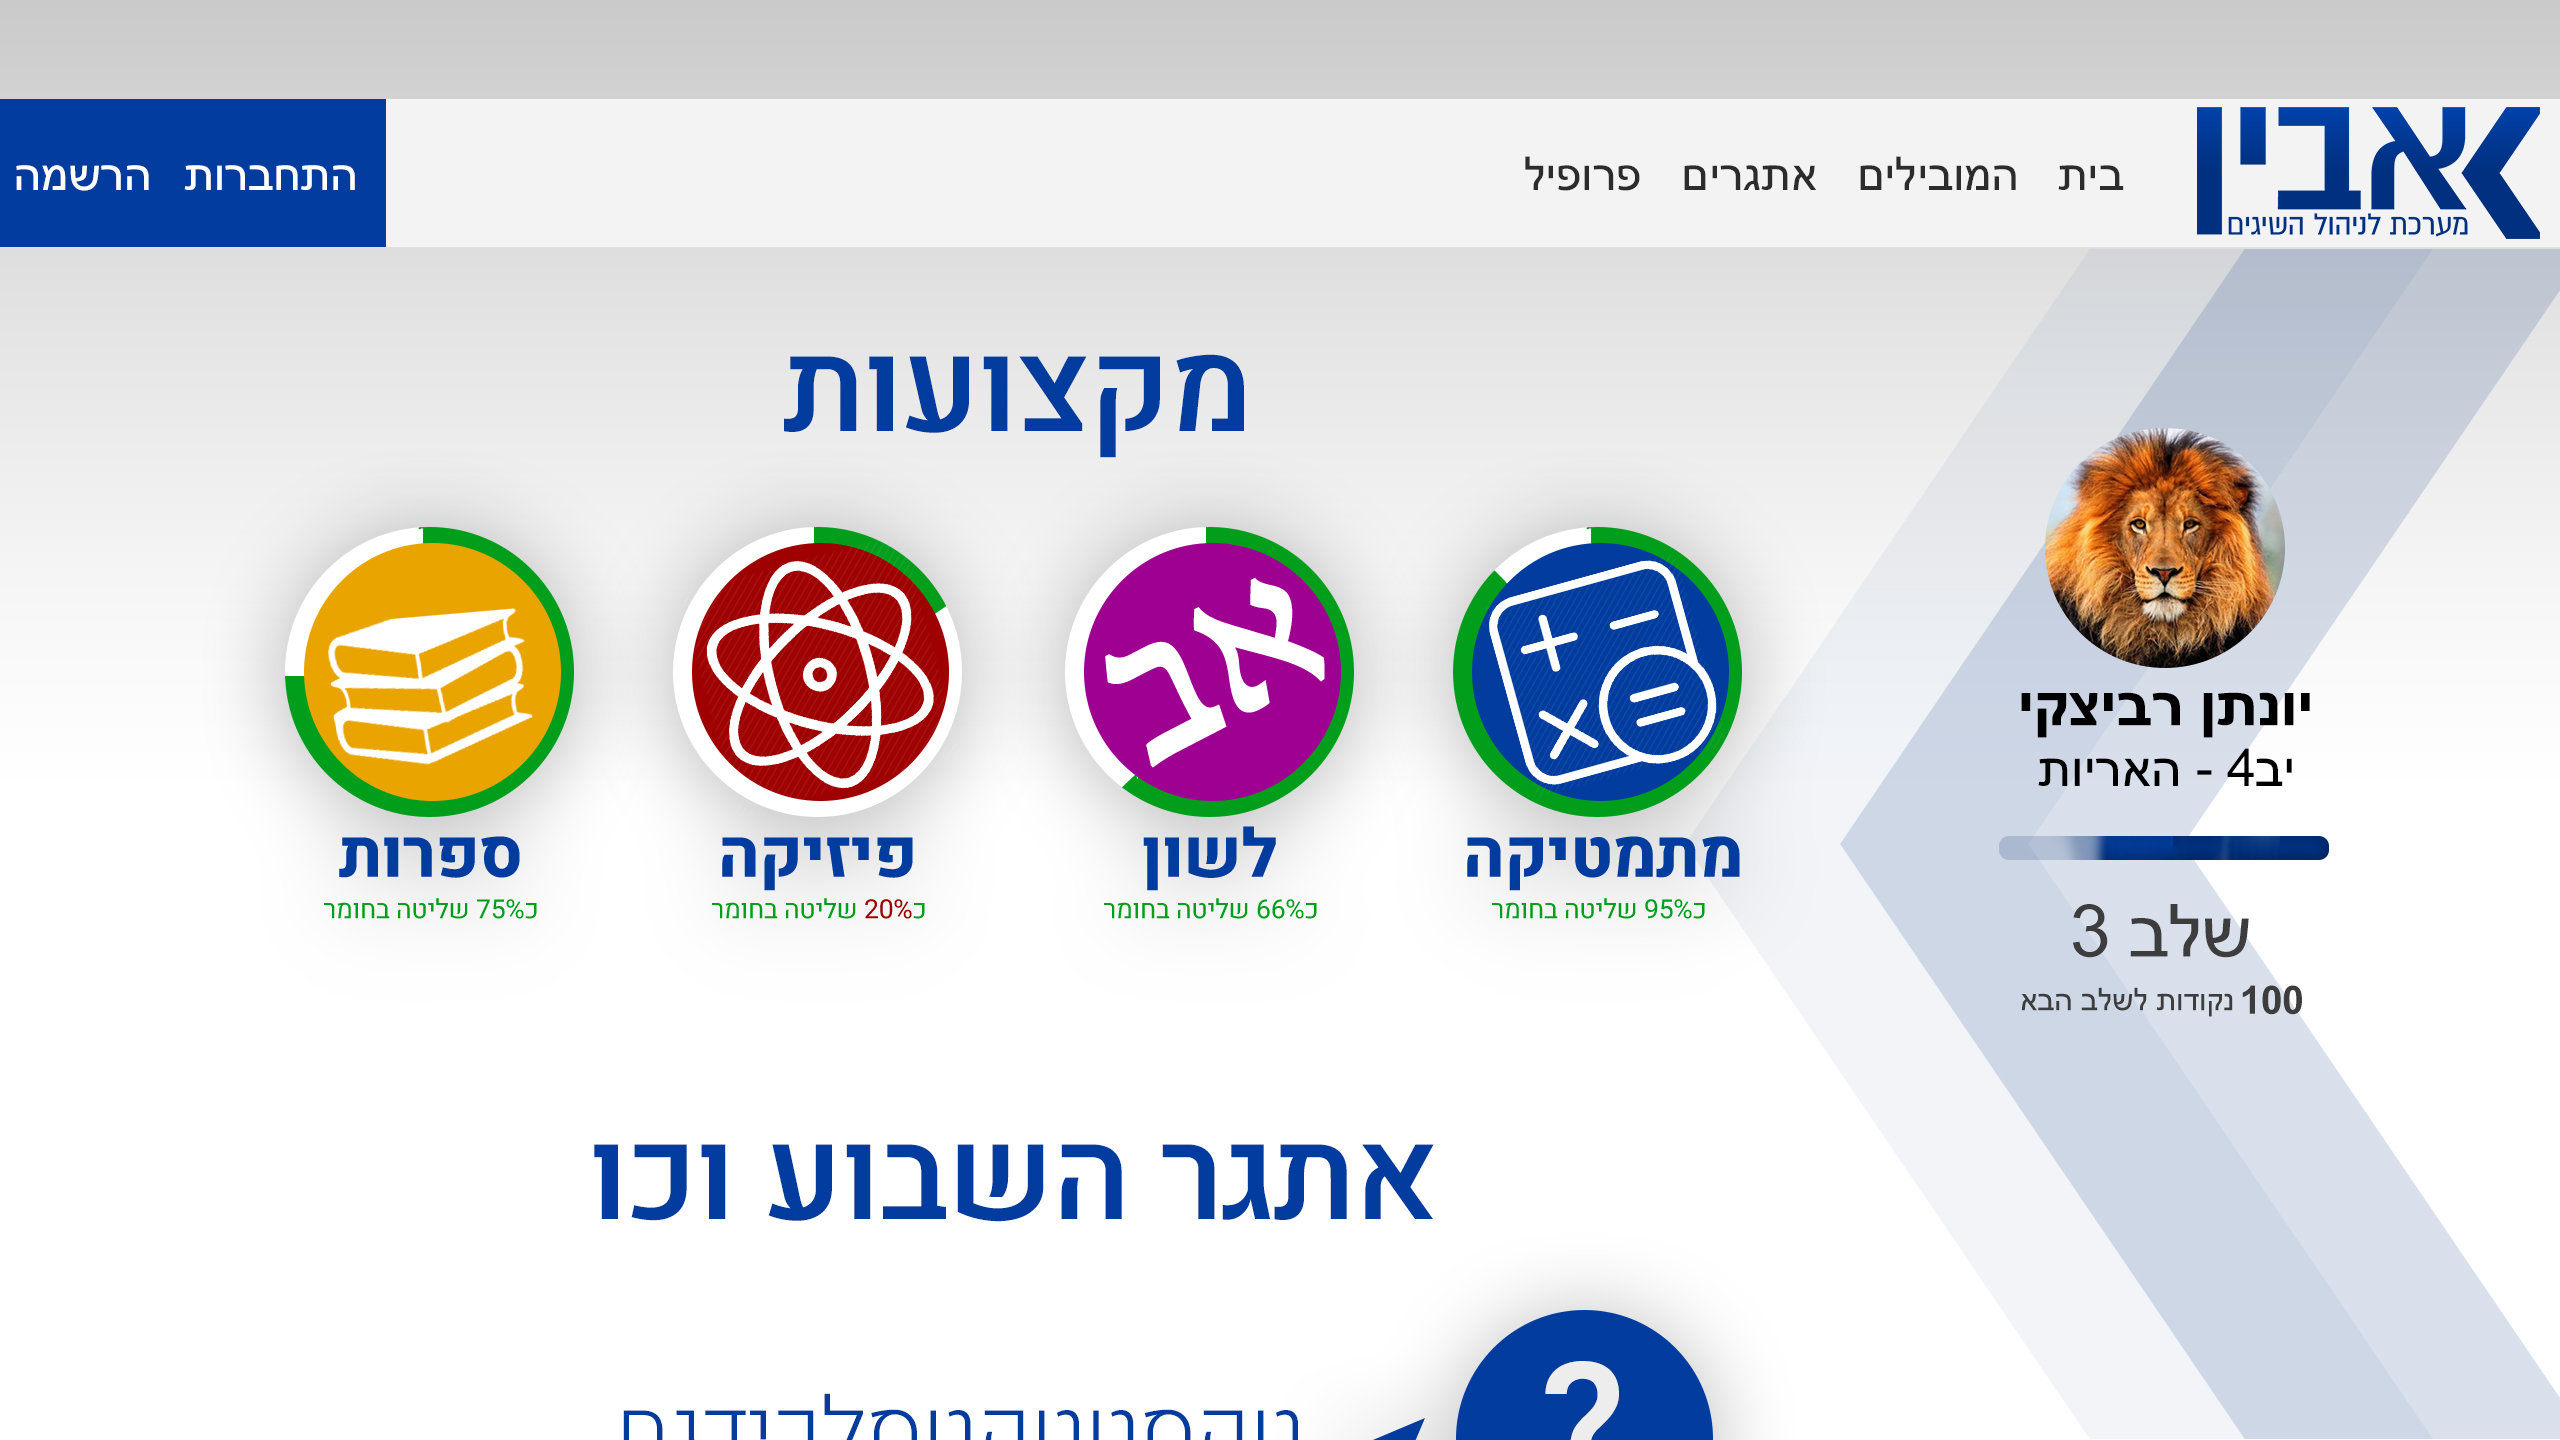 אבין
מערכת לניהול השיגים
בית המובילים אתגרים פרופיל
התחברות הרשמה
יונתן רביצקי
יב4 - האריות
שלב 3
100 נקודות לשלב הבא
מקצועות
אב
מתמטיקה
כ95% שליטה בחומר
לשון
כ66% שליטה בחומר
פיזיקה
כ20% שליטה בחומר
ספרות
כ75% שליטה בחומר
אתגר השבוע וכו
?